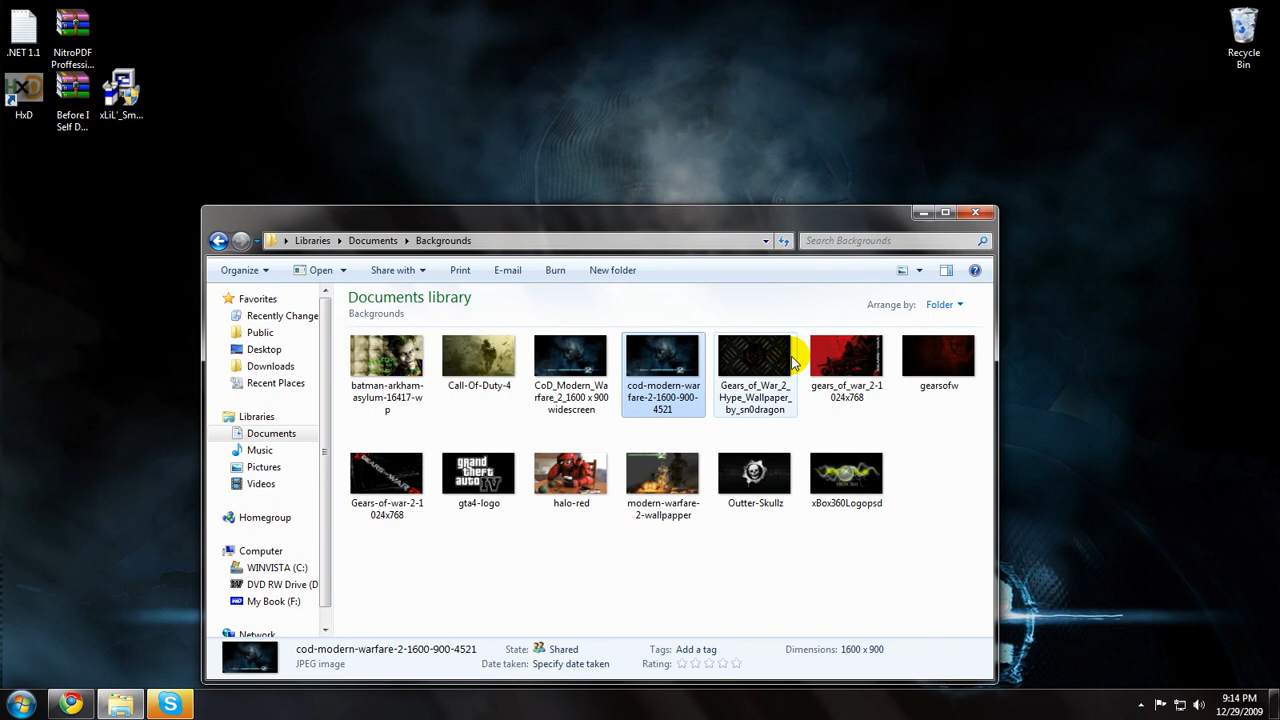 .NET 1.1
NitroPDF
Proffessi...
HxD
Before I
Self D...
xLiL'_Sm...
Recycle
Bin
Libraries
Documents
Backgrounds
Search Backgrounds
Organize
Open
Share with
Print
E-mail
Burn
New folder
Favorites
Recently Change
Public
Desktop
Downloads
Recent Places
Libraries
Documents
Music
Pictures
Videos
Homegroup
Computer
WINVISTA (C:)
DVD RW Drive (D
My Book (F:)
Network
Documents library
Backgrounds
Arrange by: Folder
batman-arkham-
asylum-16417-w
p
Call-Of-Duty-4
CoD_Modern_Wa
rfare_2_1600 x 900
widescreen
cod-modern-war
fare-2-1600-900-
4521
Gears_of_War_2_
Hype_Wallpaper_
by_sn0dragon
gears_of_war_2-1
024x768
gearsofw
Gears-of-war-2-1
024x768
grand
theft
auto IV
gta4-logo
halo-red
modern-warfare-
2-wallpapper
Outter-Skullz
xBox360Logopsd
cod-modern-warfare-2-1600-900-4521
JPEG image
State: Shared
Date taken: Specify date taken
Tags: Add a tag
Rating:
Dimensions: 1600 x 900
9:14 PM
12/29/2009